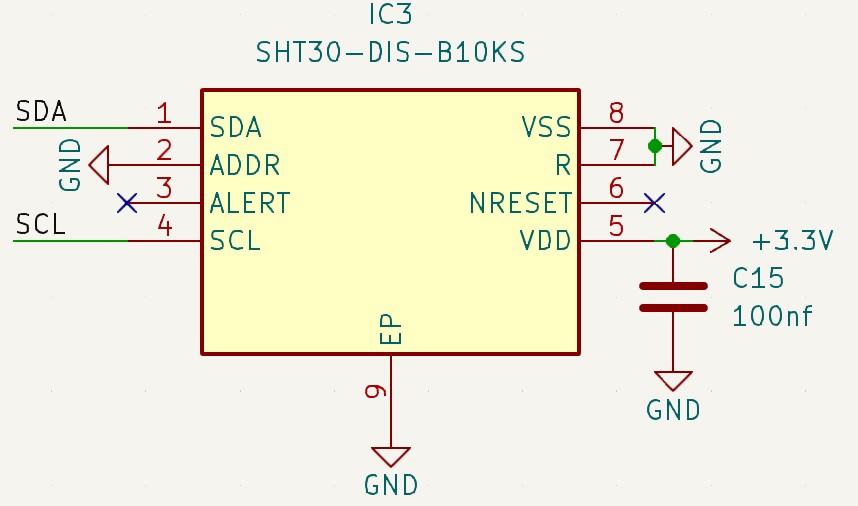 IC3
SHT30-DIS-B10KS
SDA 1 SDA VSS 8
GND 2 ADDR R 7 GND
3 ALERT NRESET 6
SCL 4 SCL VDD 5 +3.3V
C15
100nf
EP
9
GND
GND